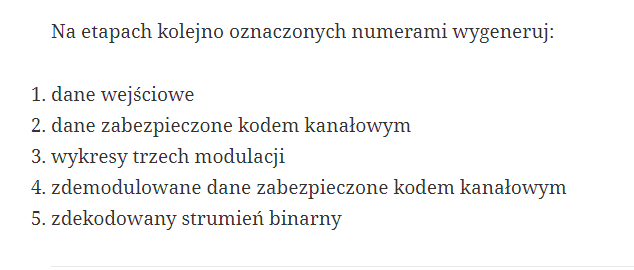 Na etapach kolejno oznaczonych numerami wygeneruj:
1. dane wejściowe
2. dane zabezpieczone kodem kanałowym
3. wykresy trzech modulacji
4. zdemodulowane dane zabezpieczone kodem kanałowym
5. zdekodowany strumień binarny